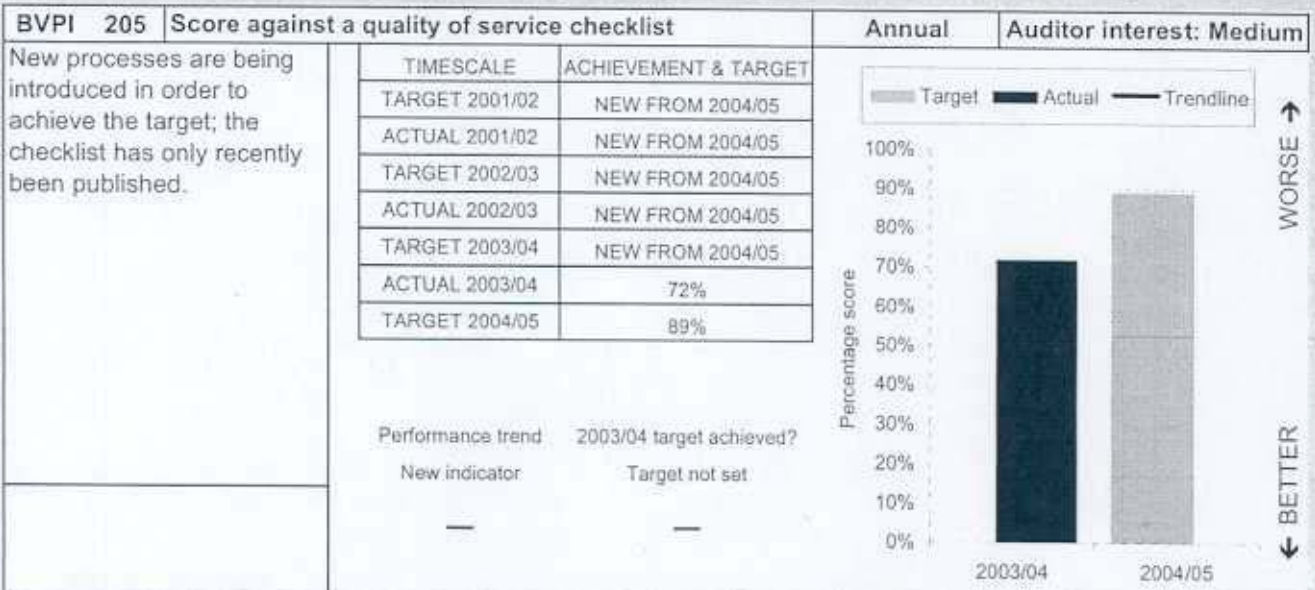 BVPI 205 Score against a quality of service checklist Annual Auditor interest: Medium
New processes are being
introduced in order to
achieve the target; the
checklist has only recently
been published.
TIMESCALE ACHIEVEMENT & TARGET
TARGET 2001/02 NEW FROM 2004/05
ACTUAL 2001/02 NEW FROM 2004/05
TARGET 2002/03 NEW FROM 2004/05
ACTUAL 2002/03 NEW FROM 2004/05
TARGET 2003/04 NEW FROM 2004/05
ACTUAL 2003/04 72%
TARGET 2004/05 89%
Performance trend 2003/04 target achieved?
New indicator Target not set
— —
Target Actual Trendline
Percentage score
100%
90%
80%
70%
60%
50%
40%
30%
20%
10%
0%
2003/04 2004/05
WORSE →
← BETTER